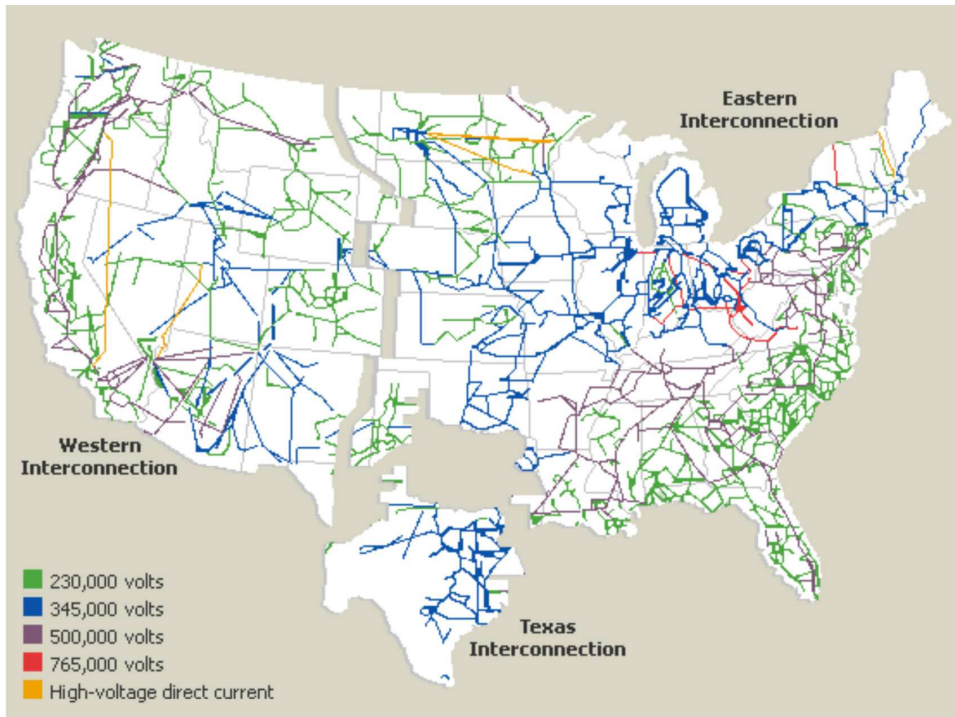 Eastern
Interconnection
Western
Interconnection
Texas
Interconnection
230,000 volts
345,000 volts
500,000 volts
765,000 volts
High-voltage direct current